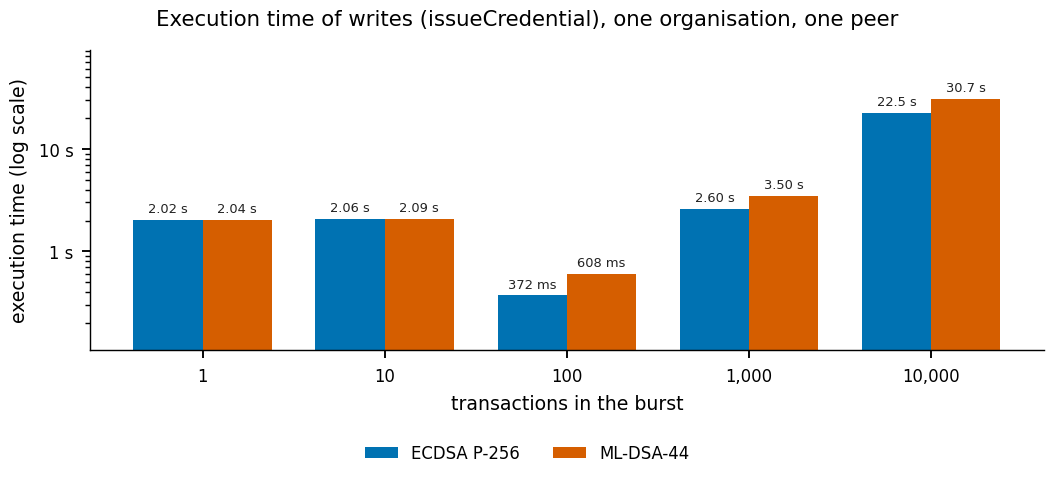 Execution time of writes (issueCredential), one organisation, one peer
execution time (log scale)
10 s
1 s
2.02 s
2.04 s
2.06 s
2.09 s
372 ms
608 ms
2.60 s
3.50 s
22.5 s
30.7 s
1
10
100
1,000
10,000
transactions in the burst
ECDSA P-256
ML-DSA-44